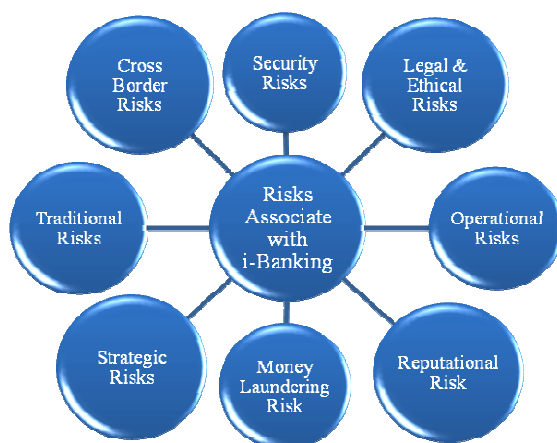 Cross
Border
Risks
Security
Risks
Legal &
Ethical
Risks
Traditional
Risks
Risks
Associate
with
i-Banking
Operational
Risks
Strategic
Risks
Money
Laundering
Risk
Reputational
Risk